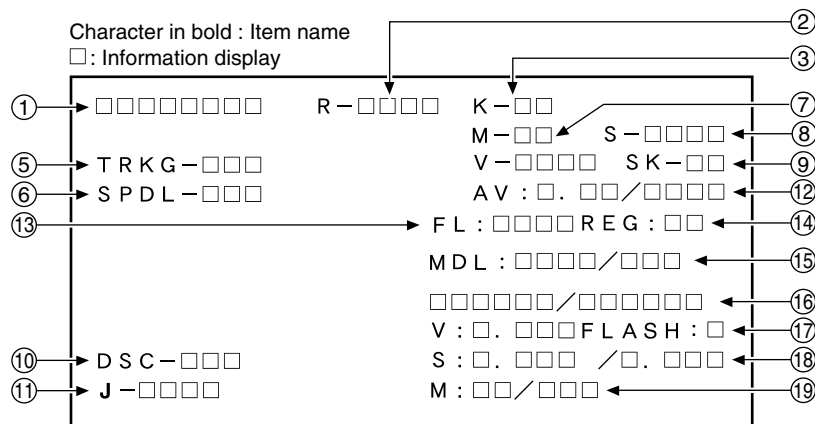 Character in bold : Item name
□ : Information display
②
③
① □□□□□□□□ R–□□□□ K–□□ ⑦
M–□□ S–□□□□ ⑧
⑤ TRKG–□□□ V–□□□□ SK–□□ ⑨
⑥ SPDL–□□□ AV:□.□□/□□□□ ⑫
⑬ FL:□□□□REG:□□ ⑭
MDL:□□□□/□□□ ⑮
□□□□□□/□□□□□□ ⑯
V:□.□□□FLASH:□ ⑰
⑩ DSC–□□□ S:□.□□□ /□.□□□ ⑱
⑪ J–□□□□ M:□□/□□□ ⑲